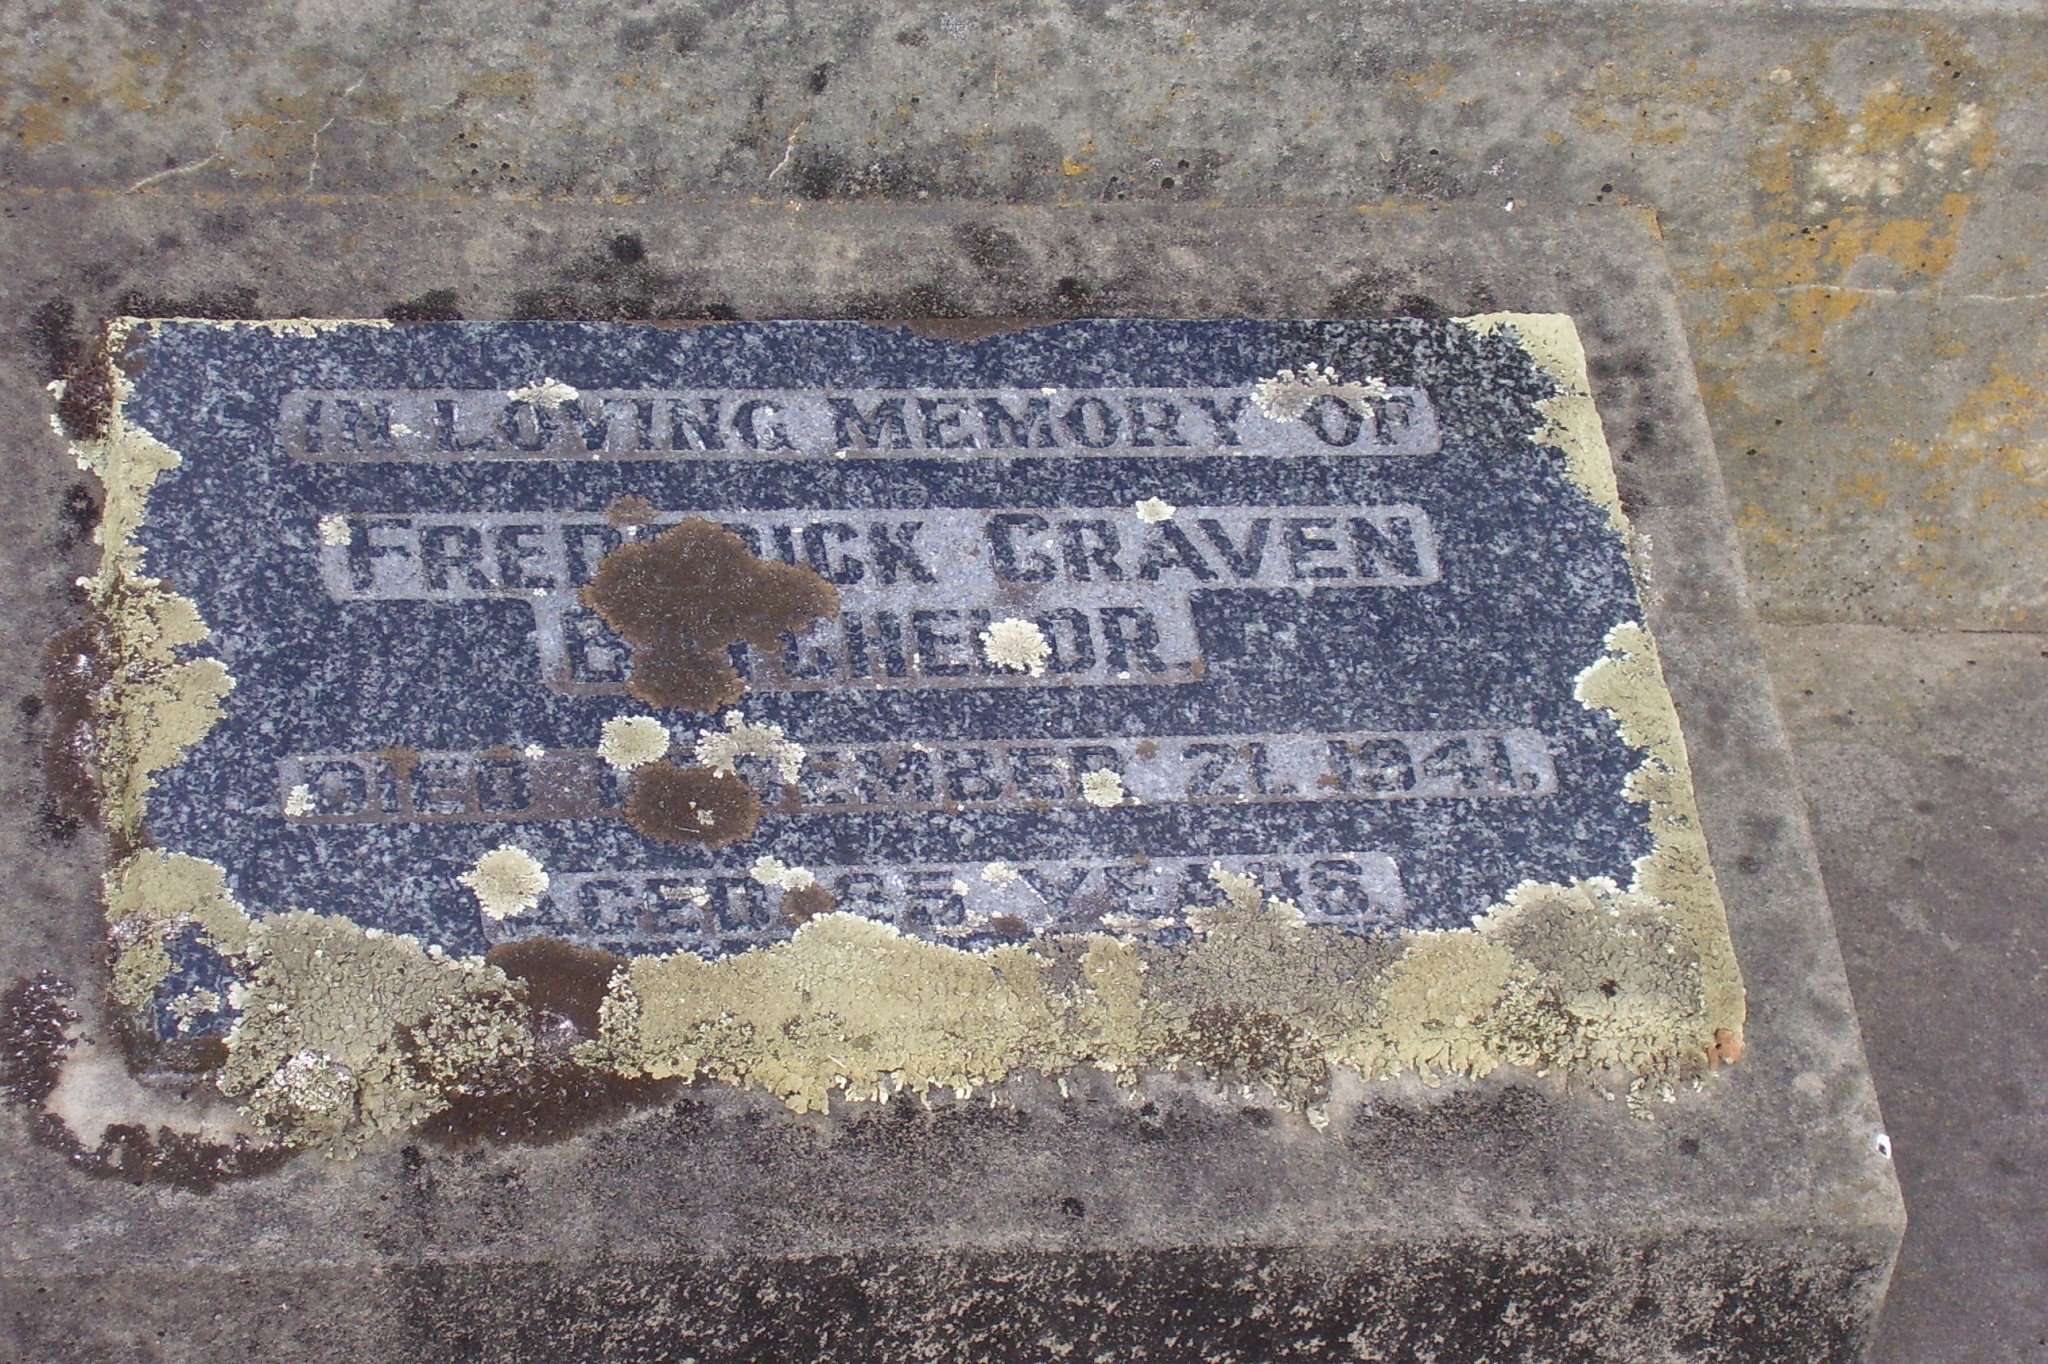 IN LOVING MEMORY OF
FREDERICK CRAVEN
BATCHELOR.
DIED DECEMBER 21. 1941.
AGED YEARS